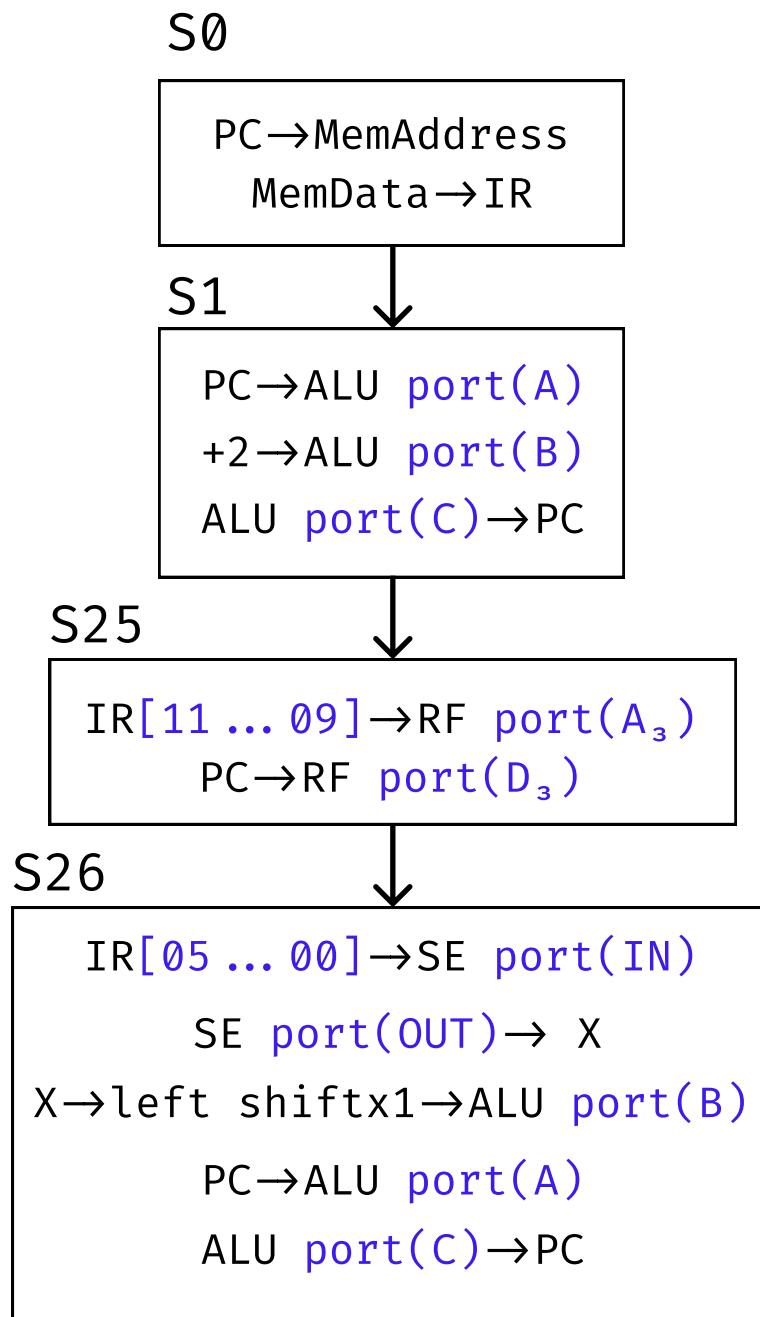 S0
PC→MemAddress
MemData→IR
S1
PC→ALU port(A)
+2→ALU port(B)
ALU port(C)→PC
S25
IR[11...09]→RF port(A₃)
PC→RF port(D₃)
S26
IR[05...00]→SE port(IN)
SE port(OUT)→ X
X→left shiftx1→ALU port(B)
PC→ALU port(A)
ALU port(C)→PC